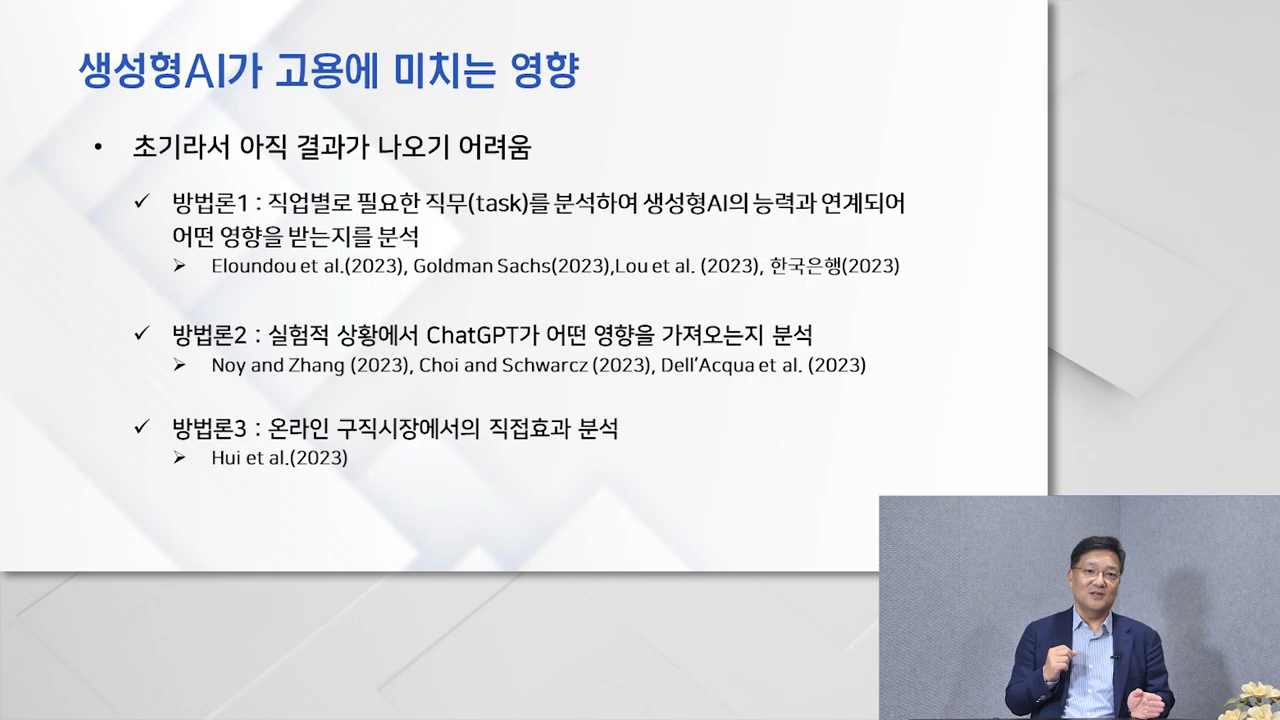 생성형AI가 고용에 미치는 영향
• 초기라서 아직 결과가 나오기 어려움
✓ 방법론1 : 직업별로 필요한 직무(task)를 분석하여 생성형AI의 능력과 연계되어
어떤 영향을 받는지를 분석
➢ Eloundou et al.(2023), Goldman Sachs(2023),Lou et al. (2023), 한국은행(2023)
✓ 방법론2 : 실험적 상황에서 ChatGPT가 어떤 영향을 가져오는지 분석
➢ Noy and Zhang (2023), Choi and Schwarcz (2023), Dell’Acqua et al. (2023)
✓ 방법론3 : 온라인 구직시장에서의 직접효과 분석
➢ Hui et al.(2023)